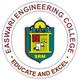 EASWARI ENGINEERING COLLEGE
SRM
• EDUCATE AND EXCEL •